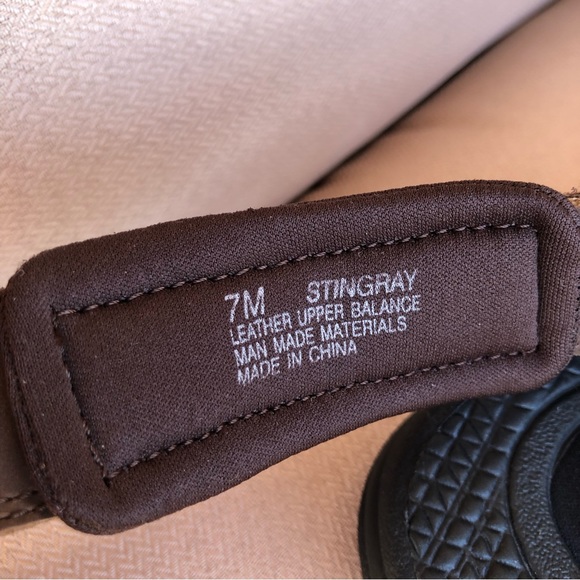 7M STINGRAY
LEATHER UPPER BALANCE
MAN MADE MATERIALS
MADE IN CHINA